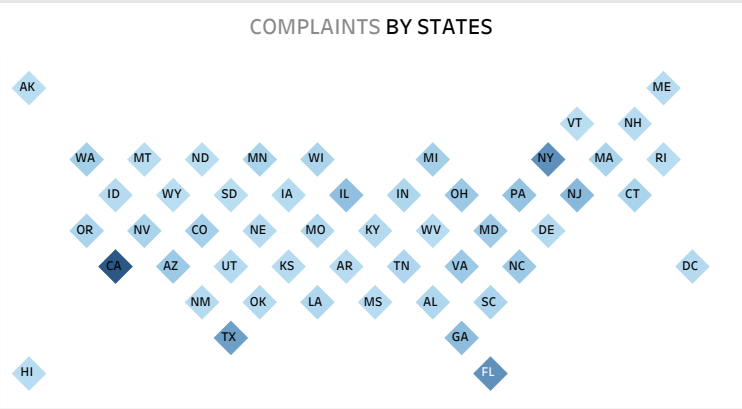 COMPLAINTS BY STATES
AK ME
VT NH
WA MT ND MN WI MI NY MA RI
ID WY SD IA IL IN OH PA NJ CT
OR NV CO NE MO KY WV MD DE
CA AZ UT KS AR TN VA NC DC
NM OK LA MS AL SC
TX GA
HI FL